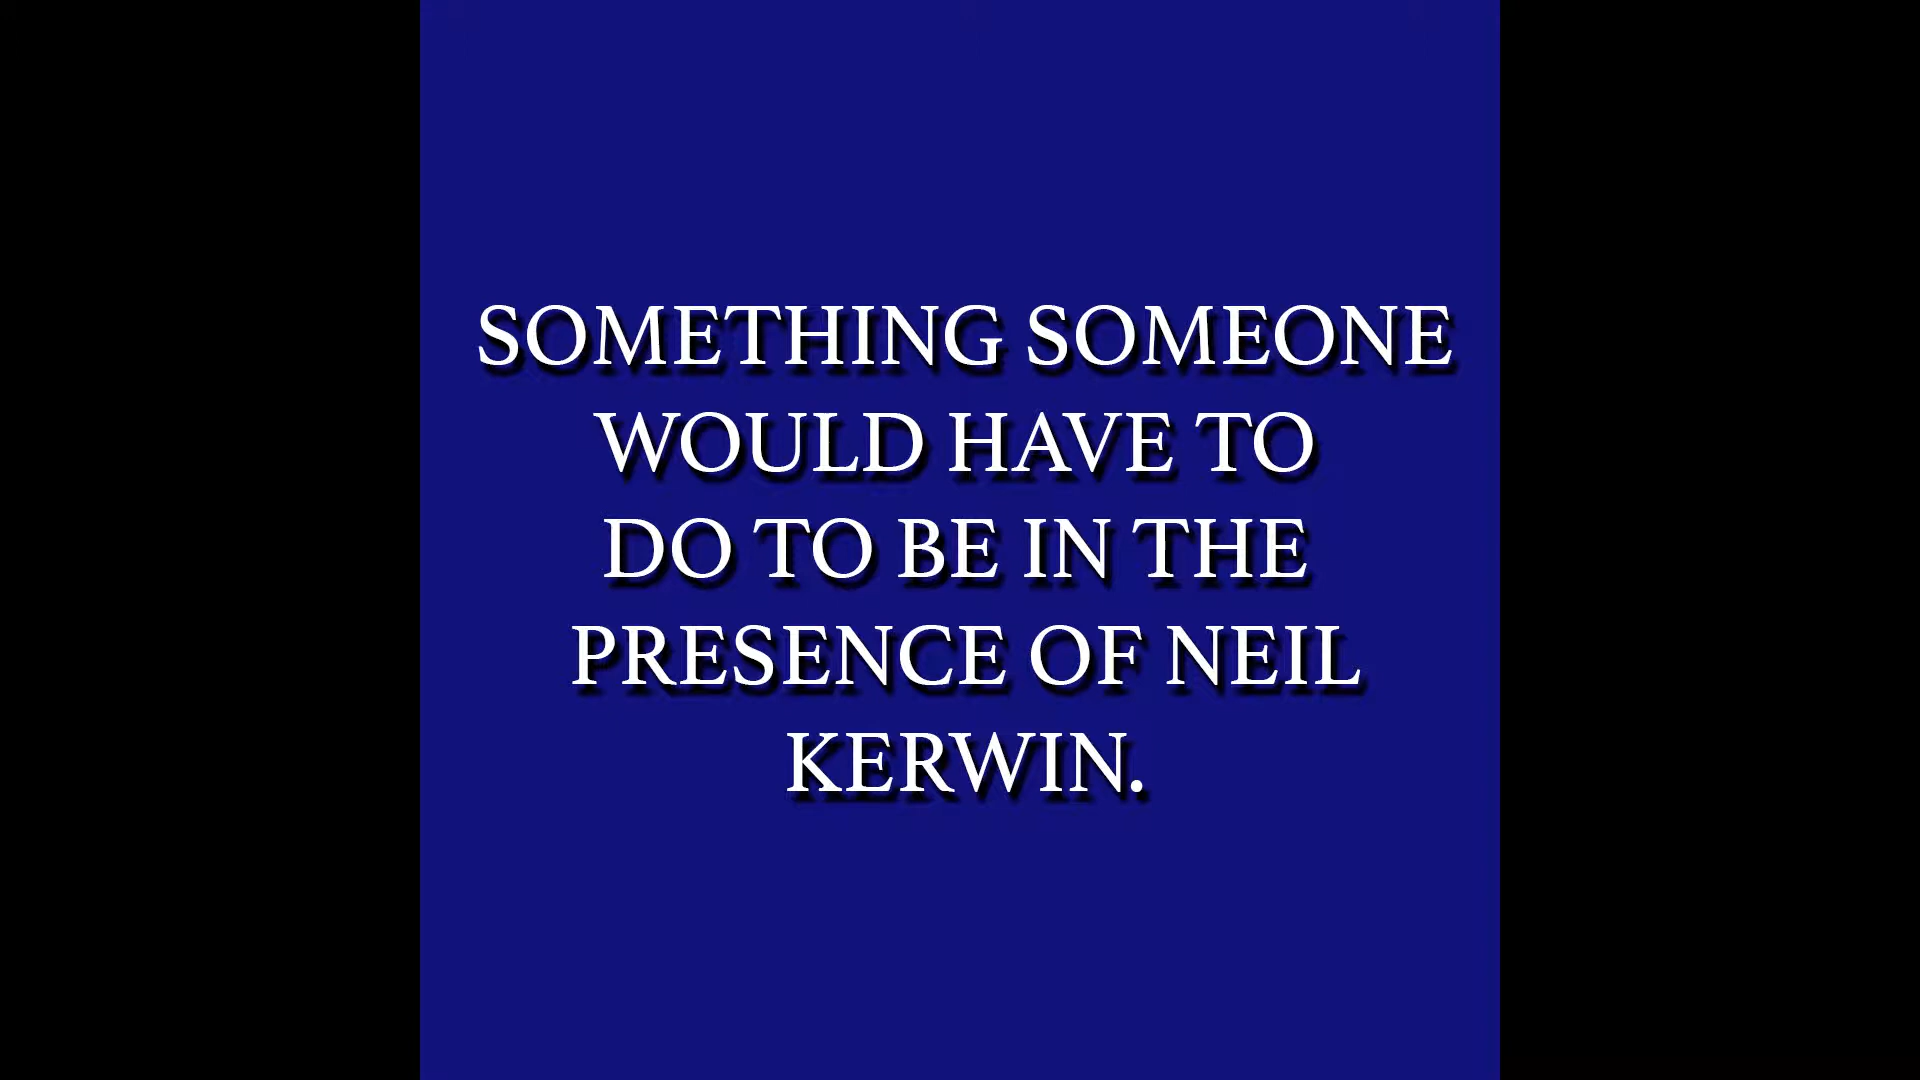 SOMETHING SOMEONE
WOULD HAVE TO
DO TO BE IN THE
PRESENCE OF NEIL
KERWIN.